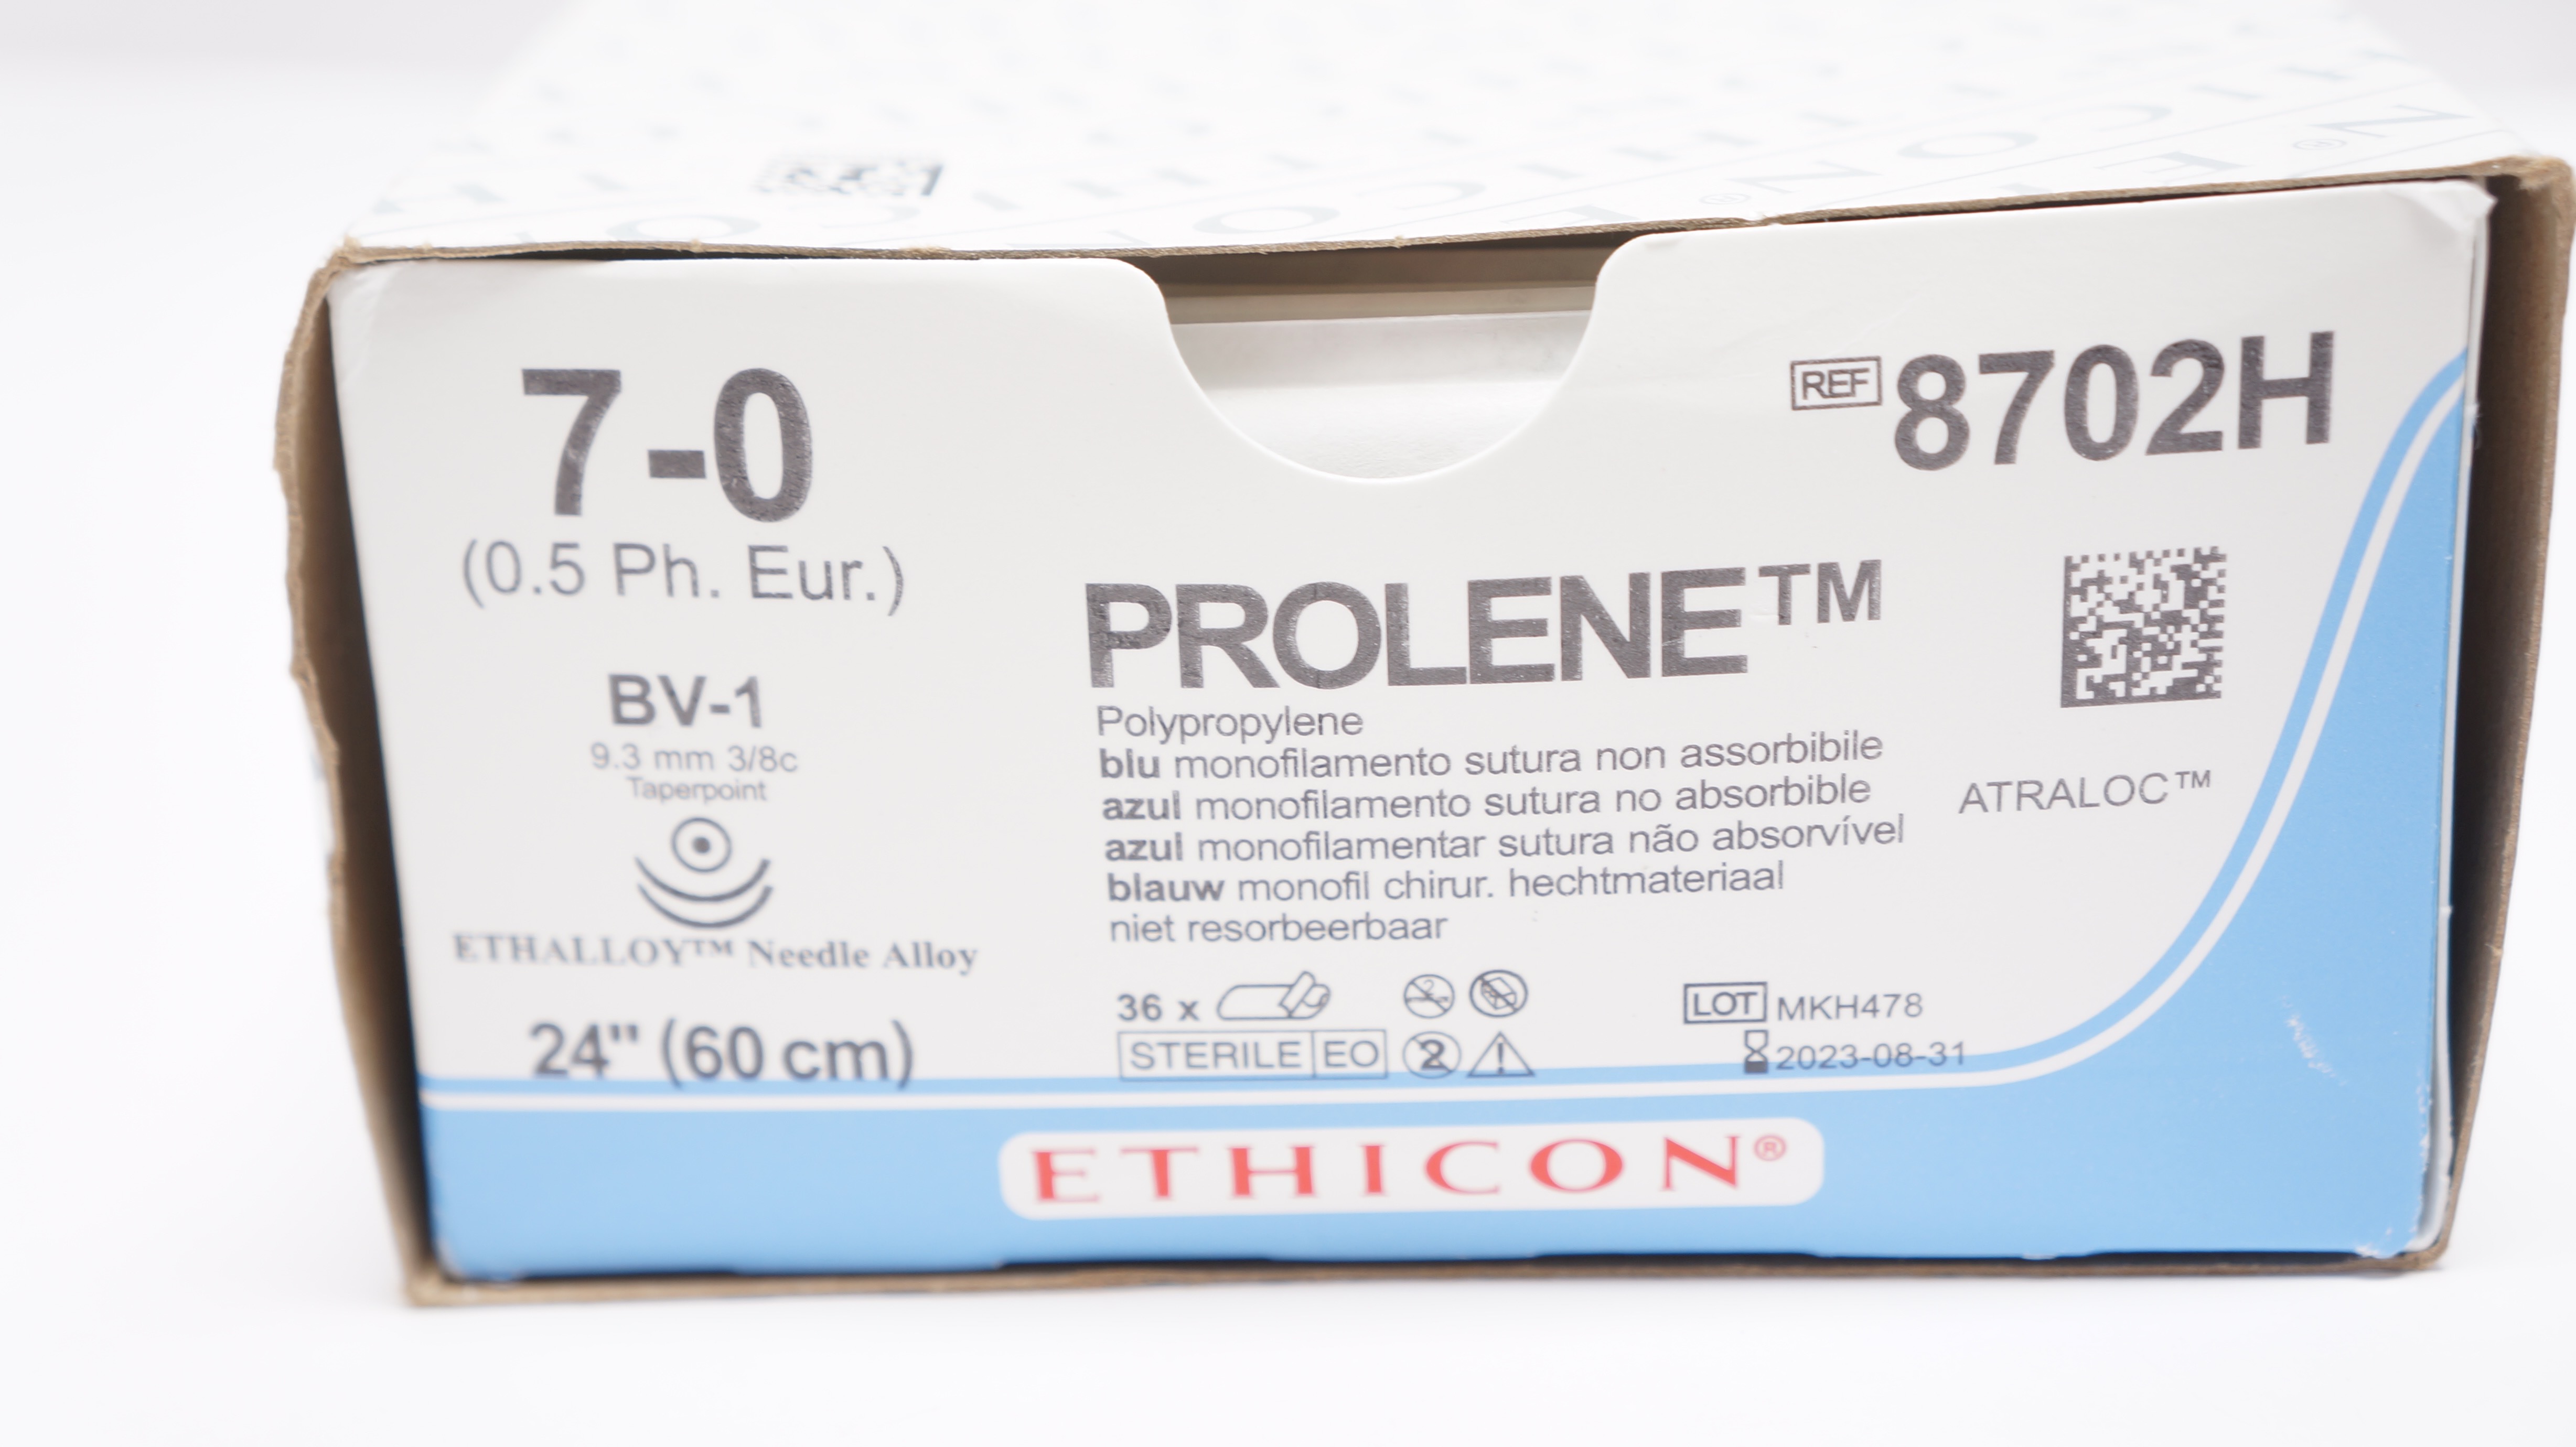 7-0
(0.5 Ph. Eur.)
BV-1
9.3 mm 3/8c
Taperpoint
ETHALLOY™ Needle Alloy
24" (60 cm)
REF 8702H
PROLENE™
Polypropylene
blu monofilamento sutura non assorbibile
azul monofilamento sutura no absorbible
azul monofilamentar sutura não absorvível
blauw monofil chirur. hechtmateriaal
niet resorbeerbaar
ATRALOC™
36 x
STERILE EO 2
LOT MKH478
2023-08-31
ETHICON®